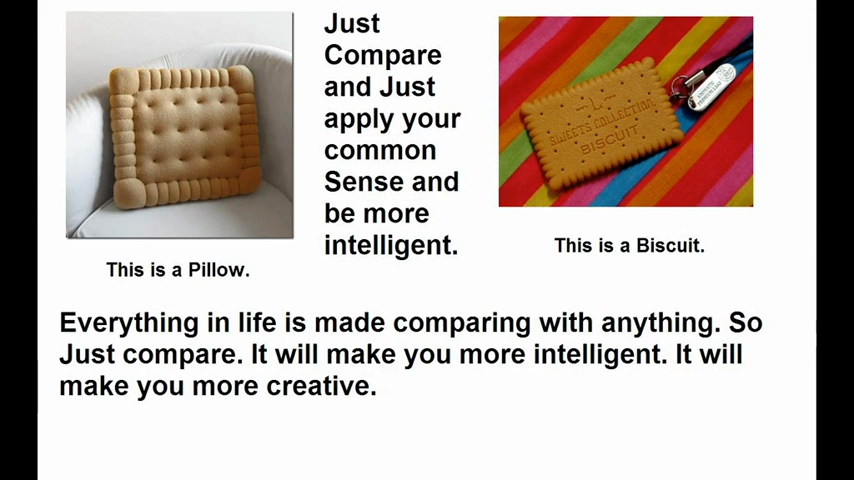 Just
Compare
and Just
apply your
common
Sense and
be more
intelligent.
SWEETS COLLECTION
BISCUIT
This is a Pillow.
This is a Biscuit.
Everything in life is made comparing with anything. So
Just compare. It will make you more intelligent. It will
make you more creative.